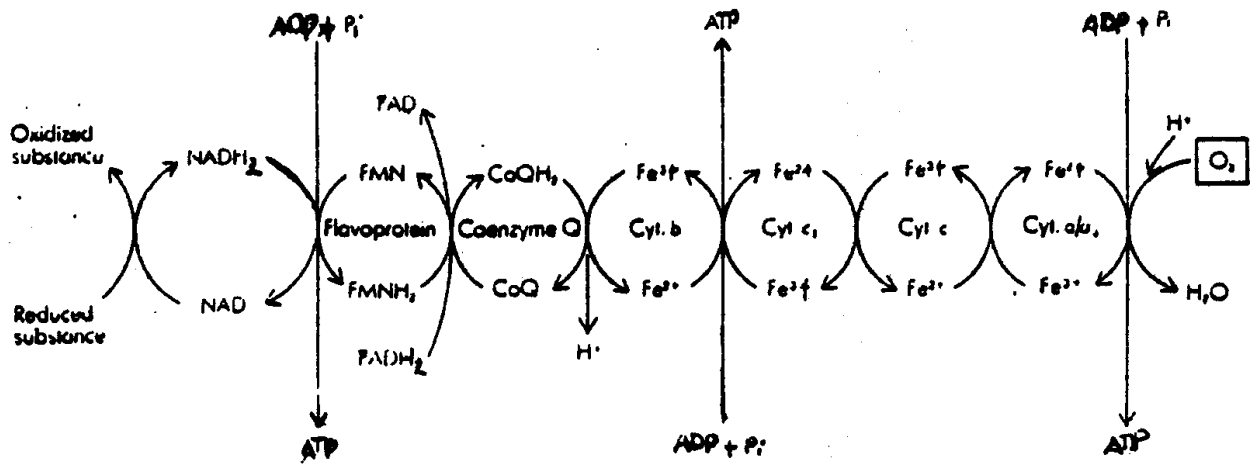 ADP + Pi
ATP
ADP + Pi
FAD
H+
Oxidized
substance
NADH2
FMN
CoQH2
Fe3+
Fe2+
Fe3+
Fe2+
O2
Flavoprotein
Coenzyme Q
Cyt. b
Cyt c1
Cyt c
Cyt. a/a3
Reduced
substance
NAD
FMNH2
CoQ
Fe2+
Fe3+
Fe2+
Fe3+
H2O
FADH2
H+
ATP
ADP + Pi
ATP